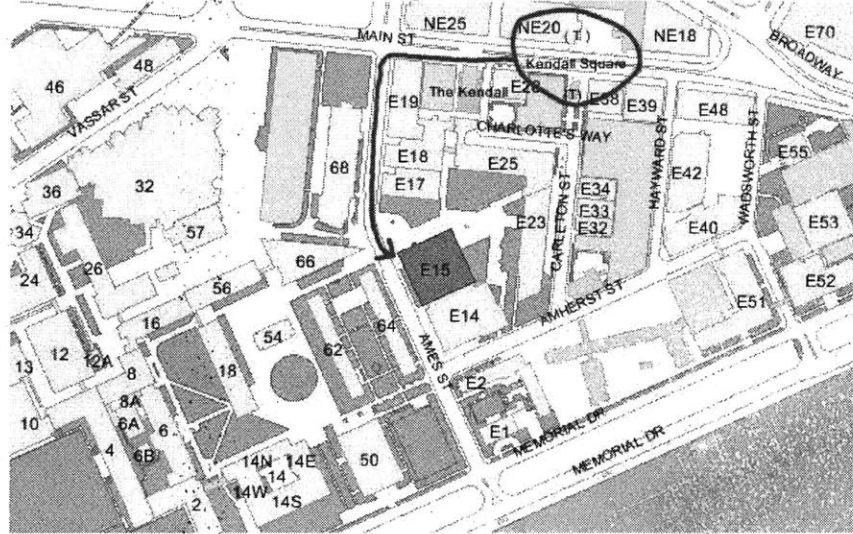 NE25
NE20
(T)
NE18
E70
MAIN ST
BROADWAY
Kendall Square
46
48
VASSAR ST
The Kendall
(T)
E38
E39
E48
E19
CHARLOTTE'S WAY
E18
E25
E17
68
36
32
34
57
24
26
E34
E33
E32
E23
CARLETON ST
HAYWARD ST
E42
E40
WADSWORTH ST
E55
E53
E52
E51
66
E15
E14
AMHERST ST
56
16
54
12
12A
13
8
18
62
64
AMES ST
10
8A
6A
6
4
6B
E2
E1
MEMORIAL DR
MEMORIAL DR
14N
14E
14
14W
14S
50
2